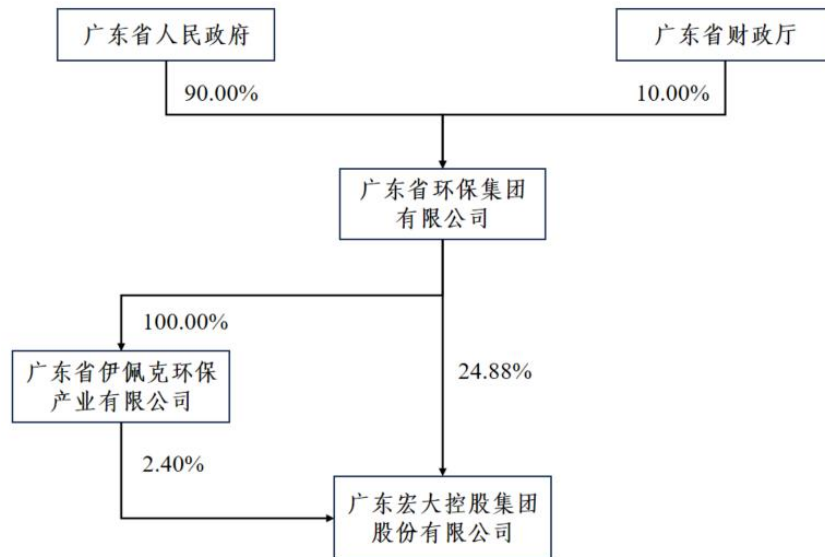 广东省人民政府
广东省财政厅
90.00%
10.00%
广东省环保集团
有限公司
100.00%
24.88%
广东省伊佩克环保
产业有限公司
2.40%
广东宏大控股集团
股份有限公司